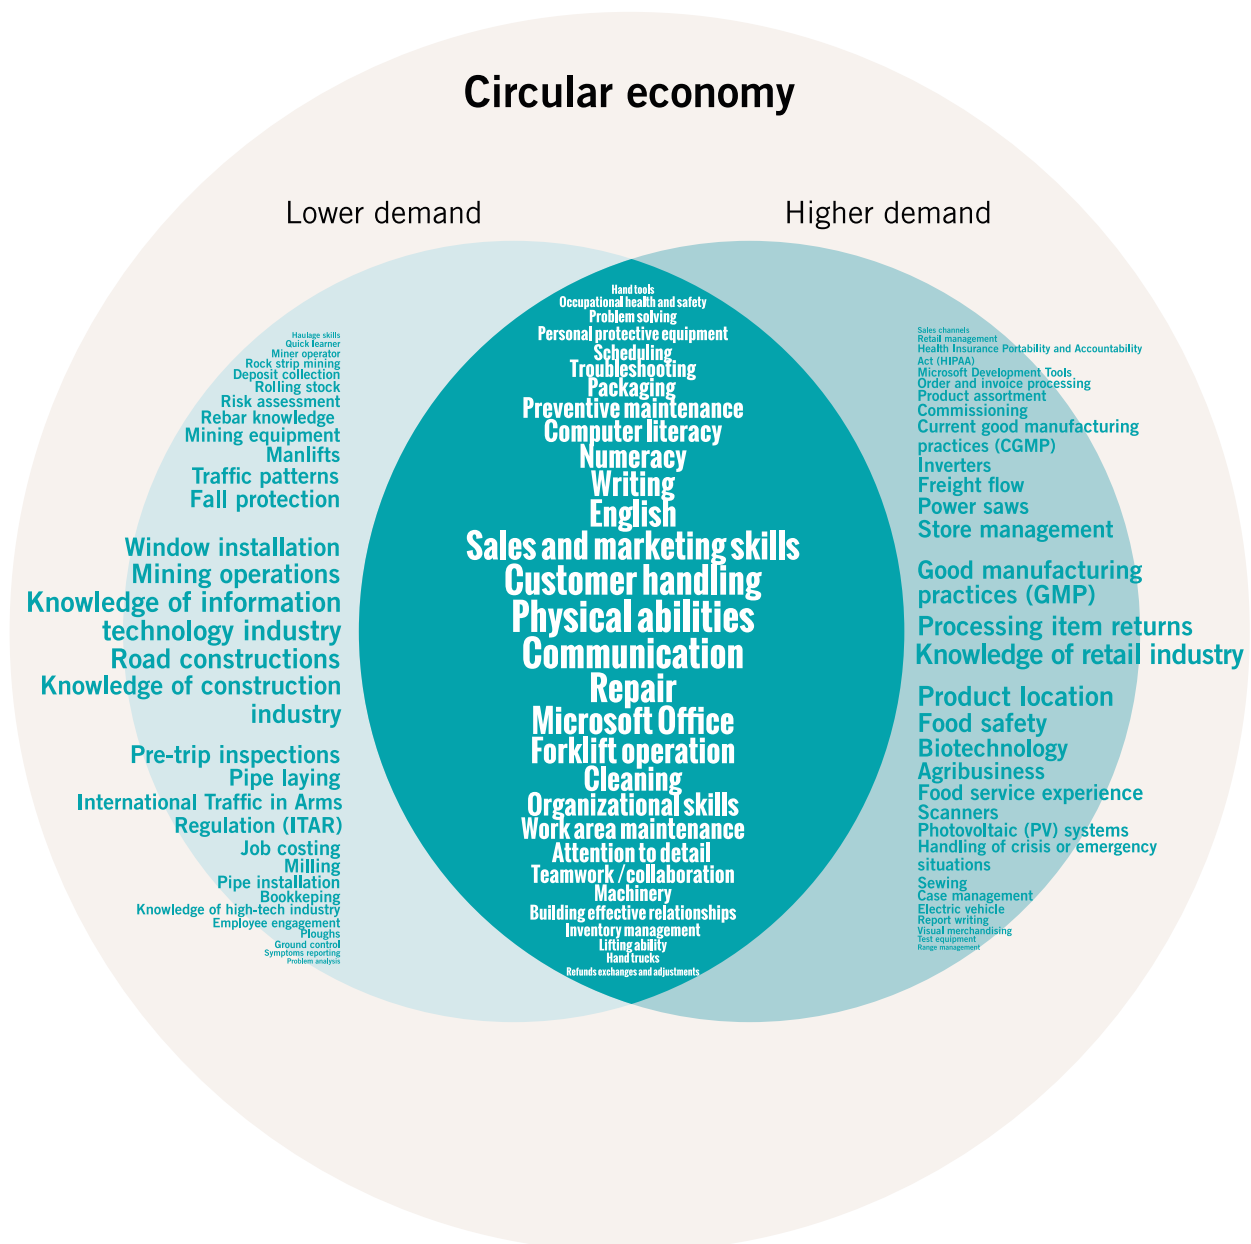 Circular economy
Lower demand
Haulage skills
Quick learner
Miner operator
Rock strip mining
Deposit collection
Rolling stock
Risk assessment
Rebar knowledge
Mining equipment
Manlifts
Traffic patterns
Fall protection
Window installation
Mining operations
Knowledge of information
technology industry
Road constructions
Knowledge of construction
industry
Pre-trip inspections
Pipe laying
International Traffic in Arms
Regulation (ITAR)
Job costing
Milling
Pipe installation
Bookkeping
Knowledge of high-tech industry
Employee engagement
Ploughs
Ground control
Symptoms reporting
Problem analysis
Hand tools
Occupational health and safety
Problem solving
Personal protective equipment
Scheduling
Troubleshooting
Packaging
Preventive maintenance
Computer literacy
Numeracy
Writing
English
Sales and marketing skills
Customer handling
Physical abilities
Communication
Repair
Microsoft Office
Forklift operation
Cleaning
Organizational skills
Work area maintenance
Attention to detail
Teamwork /collaboration
Machinery
Building effective relationships
Inventory management
Lifting ability
Hand trucks
Refunds exchanges and adjustments
Higher demand
Sales channels
Retail management
Health Insurance Portability and Accountability
Act (HIPAA)
Microsoft Development Tools
Order and invoice processing
Product assortment
Commissioning
Current good manufacturing
practices (CGMP)
Inverters
Freight flow
Power saws
Store management
Good manufacturing
practices (GMP)
Processing item returns
Knowledge of retail industry
Product location
Food safety
Biotechnology
Agribusiness
Food service experience
Scanners
Photovoltaic (PV) systems
Handling of crisis or emergency
situations
Sewing
Case management
Electric vehicle
Report writing
Visual merchandising
Test equipment
Range management